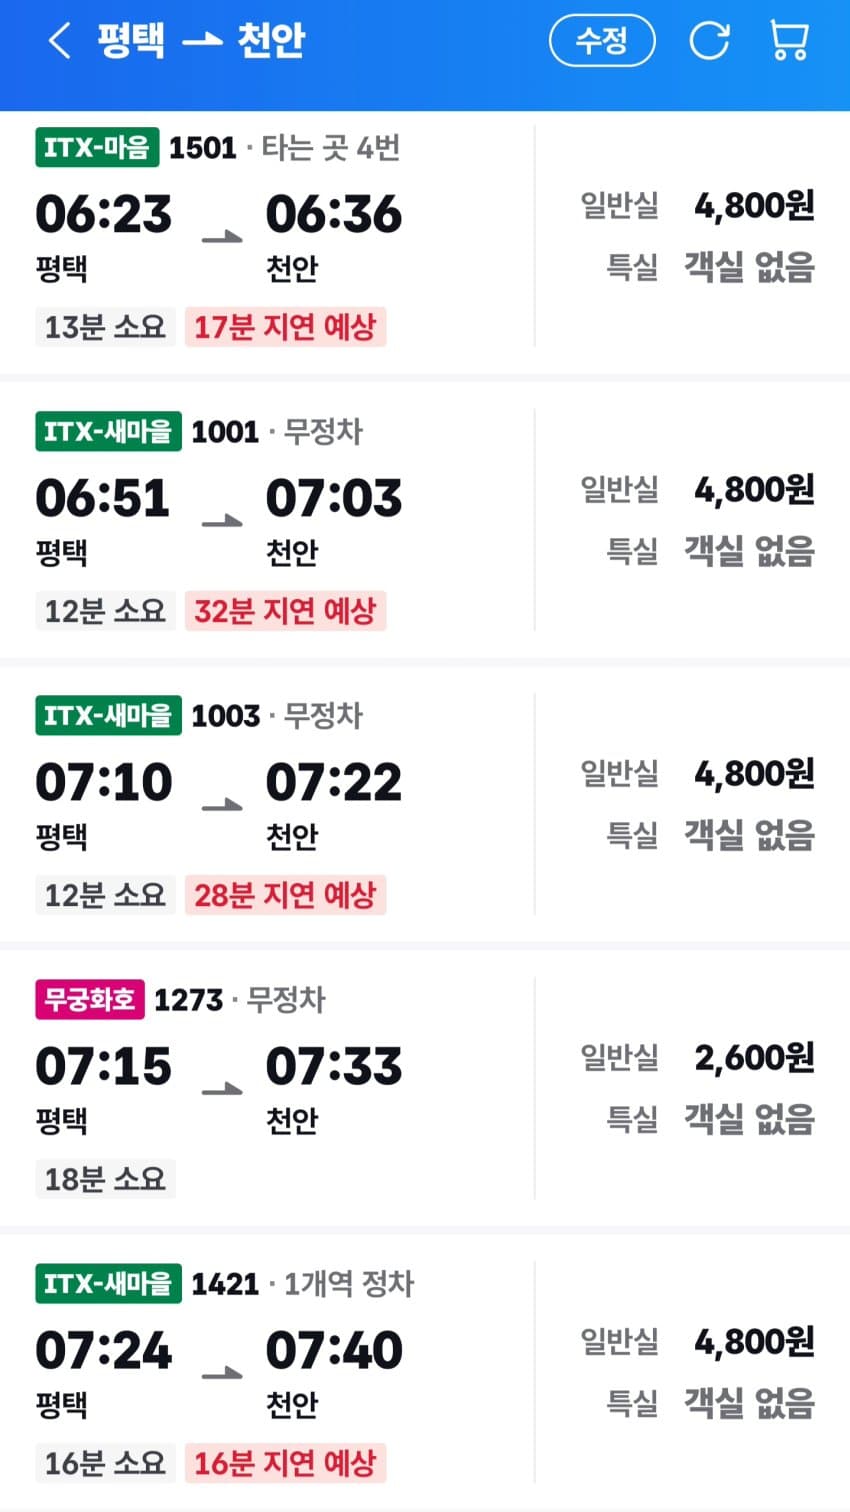 평택 → 천안 수정
ITX-마음 1501 · 타는 곳 4번
06:23 → 06:36
평택 천안
13분 소요 17분 지연 예상
일반실 4,800원
특실 객실 없음
ITX-새마을 1001 · 무정차
06:51 → 07:03
평택 천안
12분 소요 32분 지연 예상
일반실 4,800원
특실 객실 없음
ITX-새마을 1003 · 무정차
07:10 → 07:22
평택 천안
12분 소요 28분 지연 예상
일반실 4,800원
특실 객실 없음
무궁화호 1273 · 무정차
07:15 → 07:33
평택 천안
18분 소요
일반실 2,600원
특실 객실 없음
ITX-새마을 1421 · 1개역 정차
07:24 → 07:40
평택 천안
16분 소요 16분 지연 예상
일반실 4,800원
특실 객실 없음